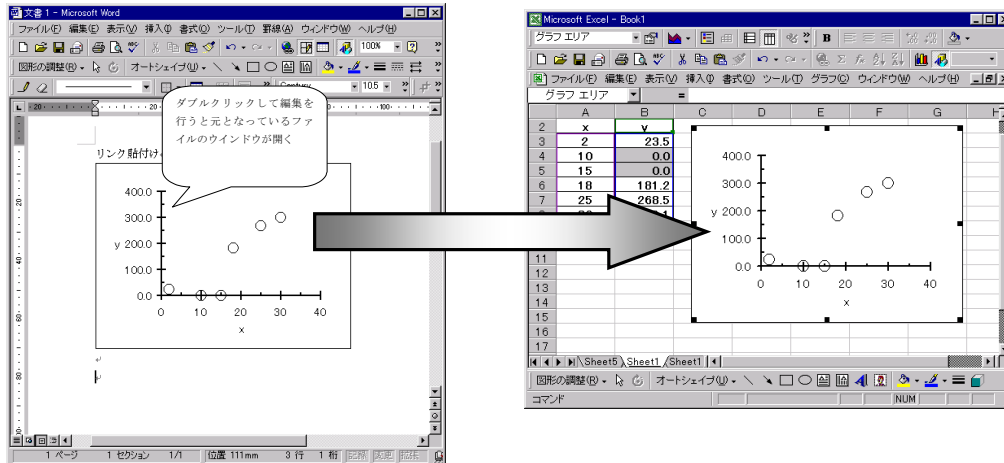 文書 1 - Microsoft Word
ファイル(F) 編集(E) 表示(V) 挿入(I) 書式(O) ツール(T) 罫線(A) ウィンドウ(W) ヘルプ(H)
100%
図形の調整(R) オートシェイプ(U)
Century 10.5
ダブルクリックして編集を
行うと元となっているファ
イルのウインドウが開く
リンク貼付け
400.0
300.0
y 200.0
100.0
0.0
0 10 20 30 40
x
1 ページ 1 セクション 1/1 位置 111mm 3 行 1 桁 記録 変更 拡張
Microsoft Excel - Book1
グラフ エリア
ファイル(F) 編集(E) 表示(V) 挿入(I) 書式(O) ツール(T) グラフ(C) ウィンドウ(W) ヘルプ(H)
グラフ エリア =
A B C D E F G H
2 x y
3 2 23.5
4 10 0.0
5 15 0.0
6 18 181.2
7 25 268.5
11
12
13
14
15
16
17
400.0
300.0
y 200.0
100.0
0.0
0 10 20 30 40
x
Sheet5 Sheet1 Sheet1
図形の調整(R) オートシェイプ(U)
コマンド NUM